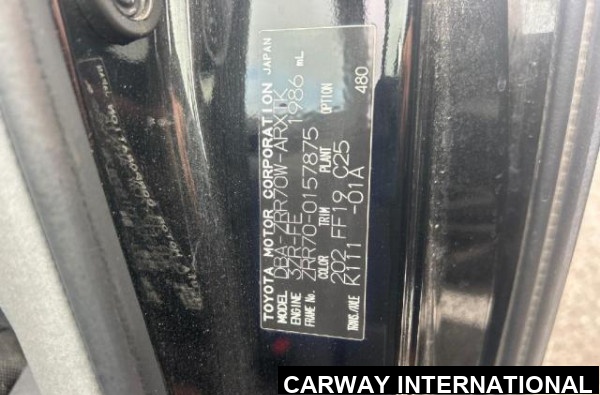 TOYOTA MOTOR CORPORATION JAPAN
MODEL DBA-ZRR70W-ARXTK
ENGINE 3ZR-FE 1986 mL
FRAME No. ZRR70-0157875
COLOR TRIM PLANT OPTION
202 FF19 C25 480
TRANS./AXLE K111 -01A
CARWAY INTERNATIONAL